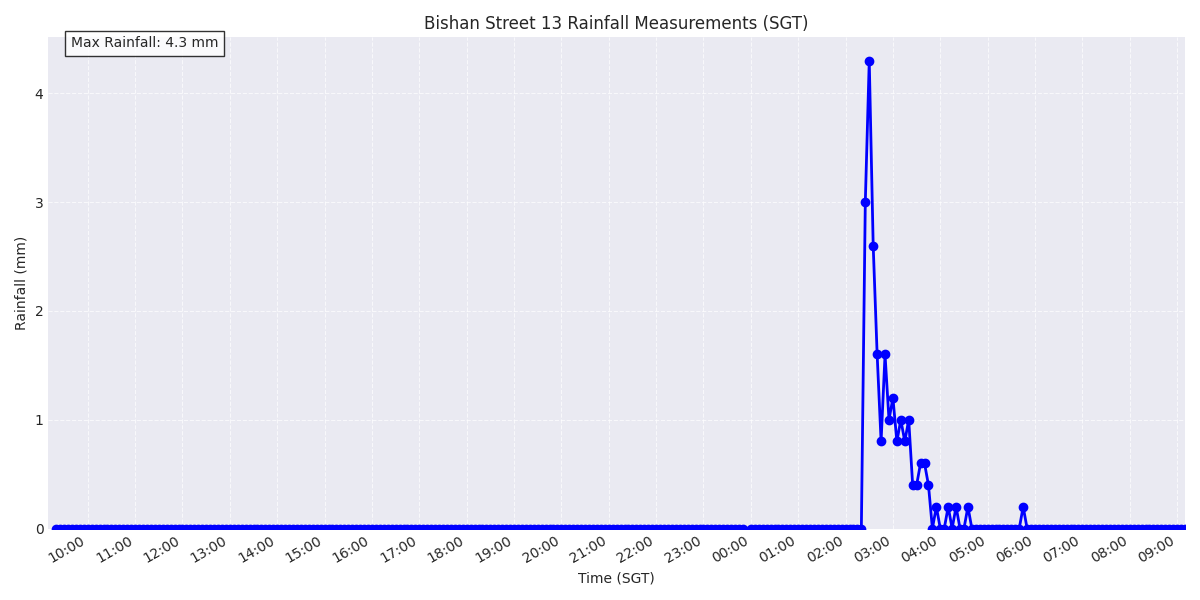 Bishan Street 13 Rainfall Measurements (SGT)
Max Rainfall: 4.3 mm
Rainfall (mm)
4
3
2
1
0
10:00 11:00 12:00 13:00 14:00 15:00 16:00 17:00 18:00 19:00 20:00 21:00 22:00 23:00 00:00 01:00 02:00 03:00 04:00 05:00 06:00 07:00 08:00 09:00
Time (SGT)